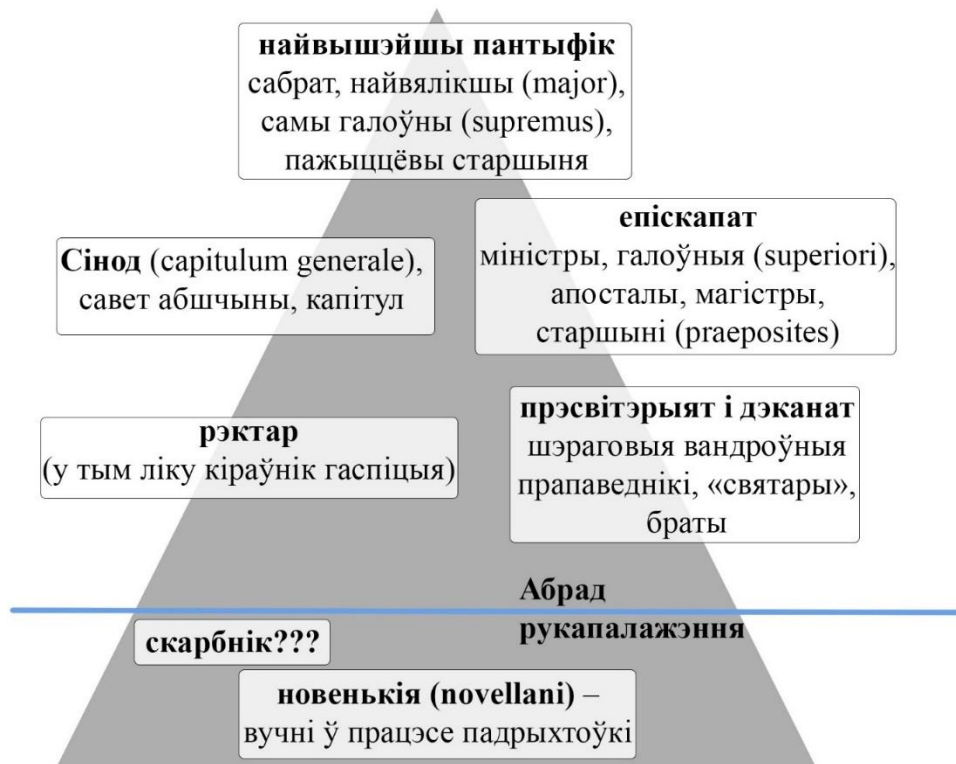 найвышэйшы пантыфік
сабрат, найвялікшы (major),
самы галоўны (supremus),
пажыццёвы старшыня
епіскапат
міністры, галоўныя (superiori),
апосталы, магістры,
старшыні (praeposites)
Сінод (capitulum generale),
савет абшчыны, капітул
прэсвітэрыят і дэканат
шэраговыя вандроўныя
прапаведнікі, «святары»,
браты
рэктар
(у тым ліку кіраўнік гаспіцыя)
Абрад
рукапалажэння
скарбнік???
новенькія (novellani) –
вучні ў працэсе падрыхтоўкі